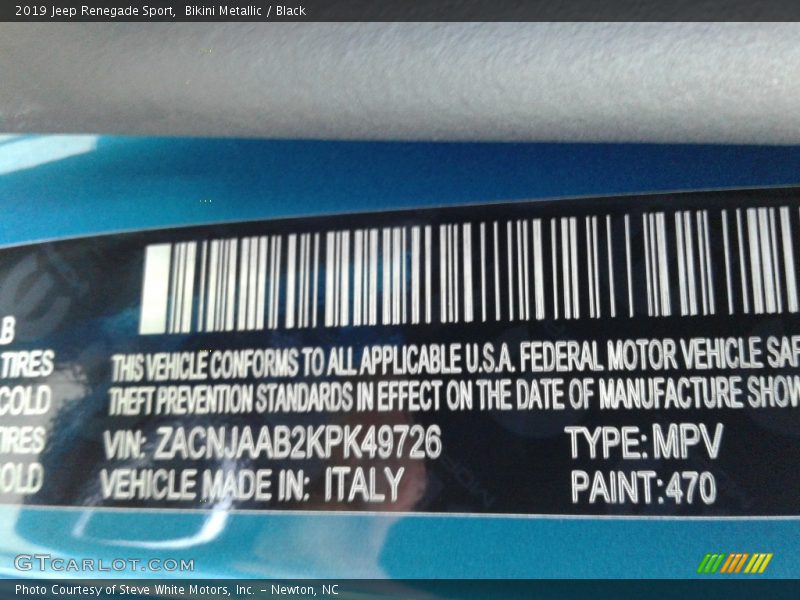 2019 Jeep Renegade Sport,  Bikini Metallic / Black
B
TIRES
COLD
TIRES
COLD
THIS VEHICLE CONFORMS TO ALL APPLICABLE U.S.A. FEDERAL MOTOR VEHICLE SAF
THEFT PREVENTION STANDARDS IN EFFECT ON THE DATE OF MANUFACTURE SHOW
VIN: ZACNJAAB2KPK49726
TYPE: MPV
VEHICLE MADE IN: ITALY
PAINT:470
GTCARLOT.COM
Photo Courtesy of Steve White Motors, Inc. – Newton, NC